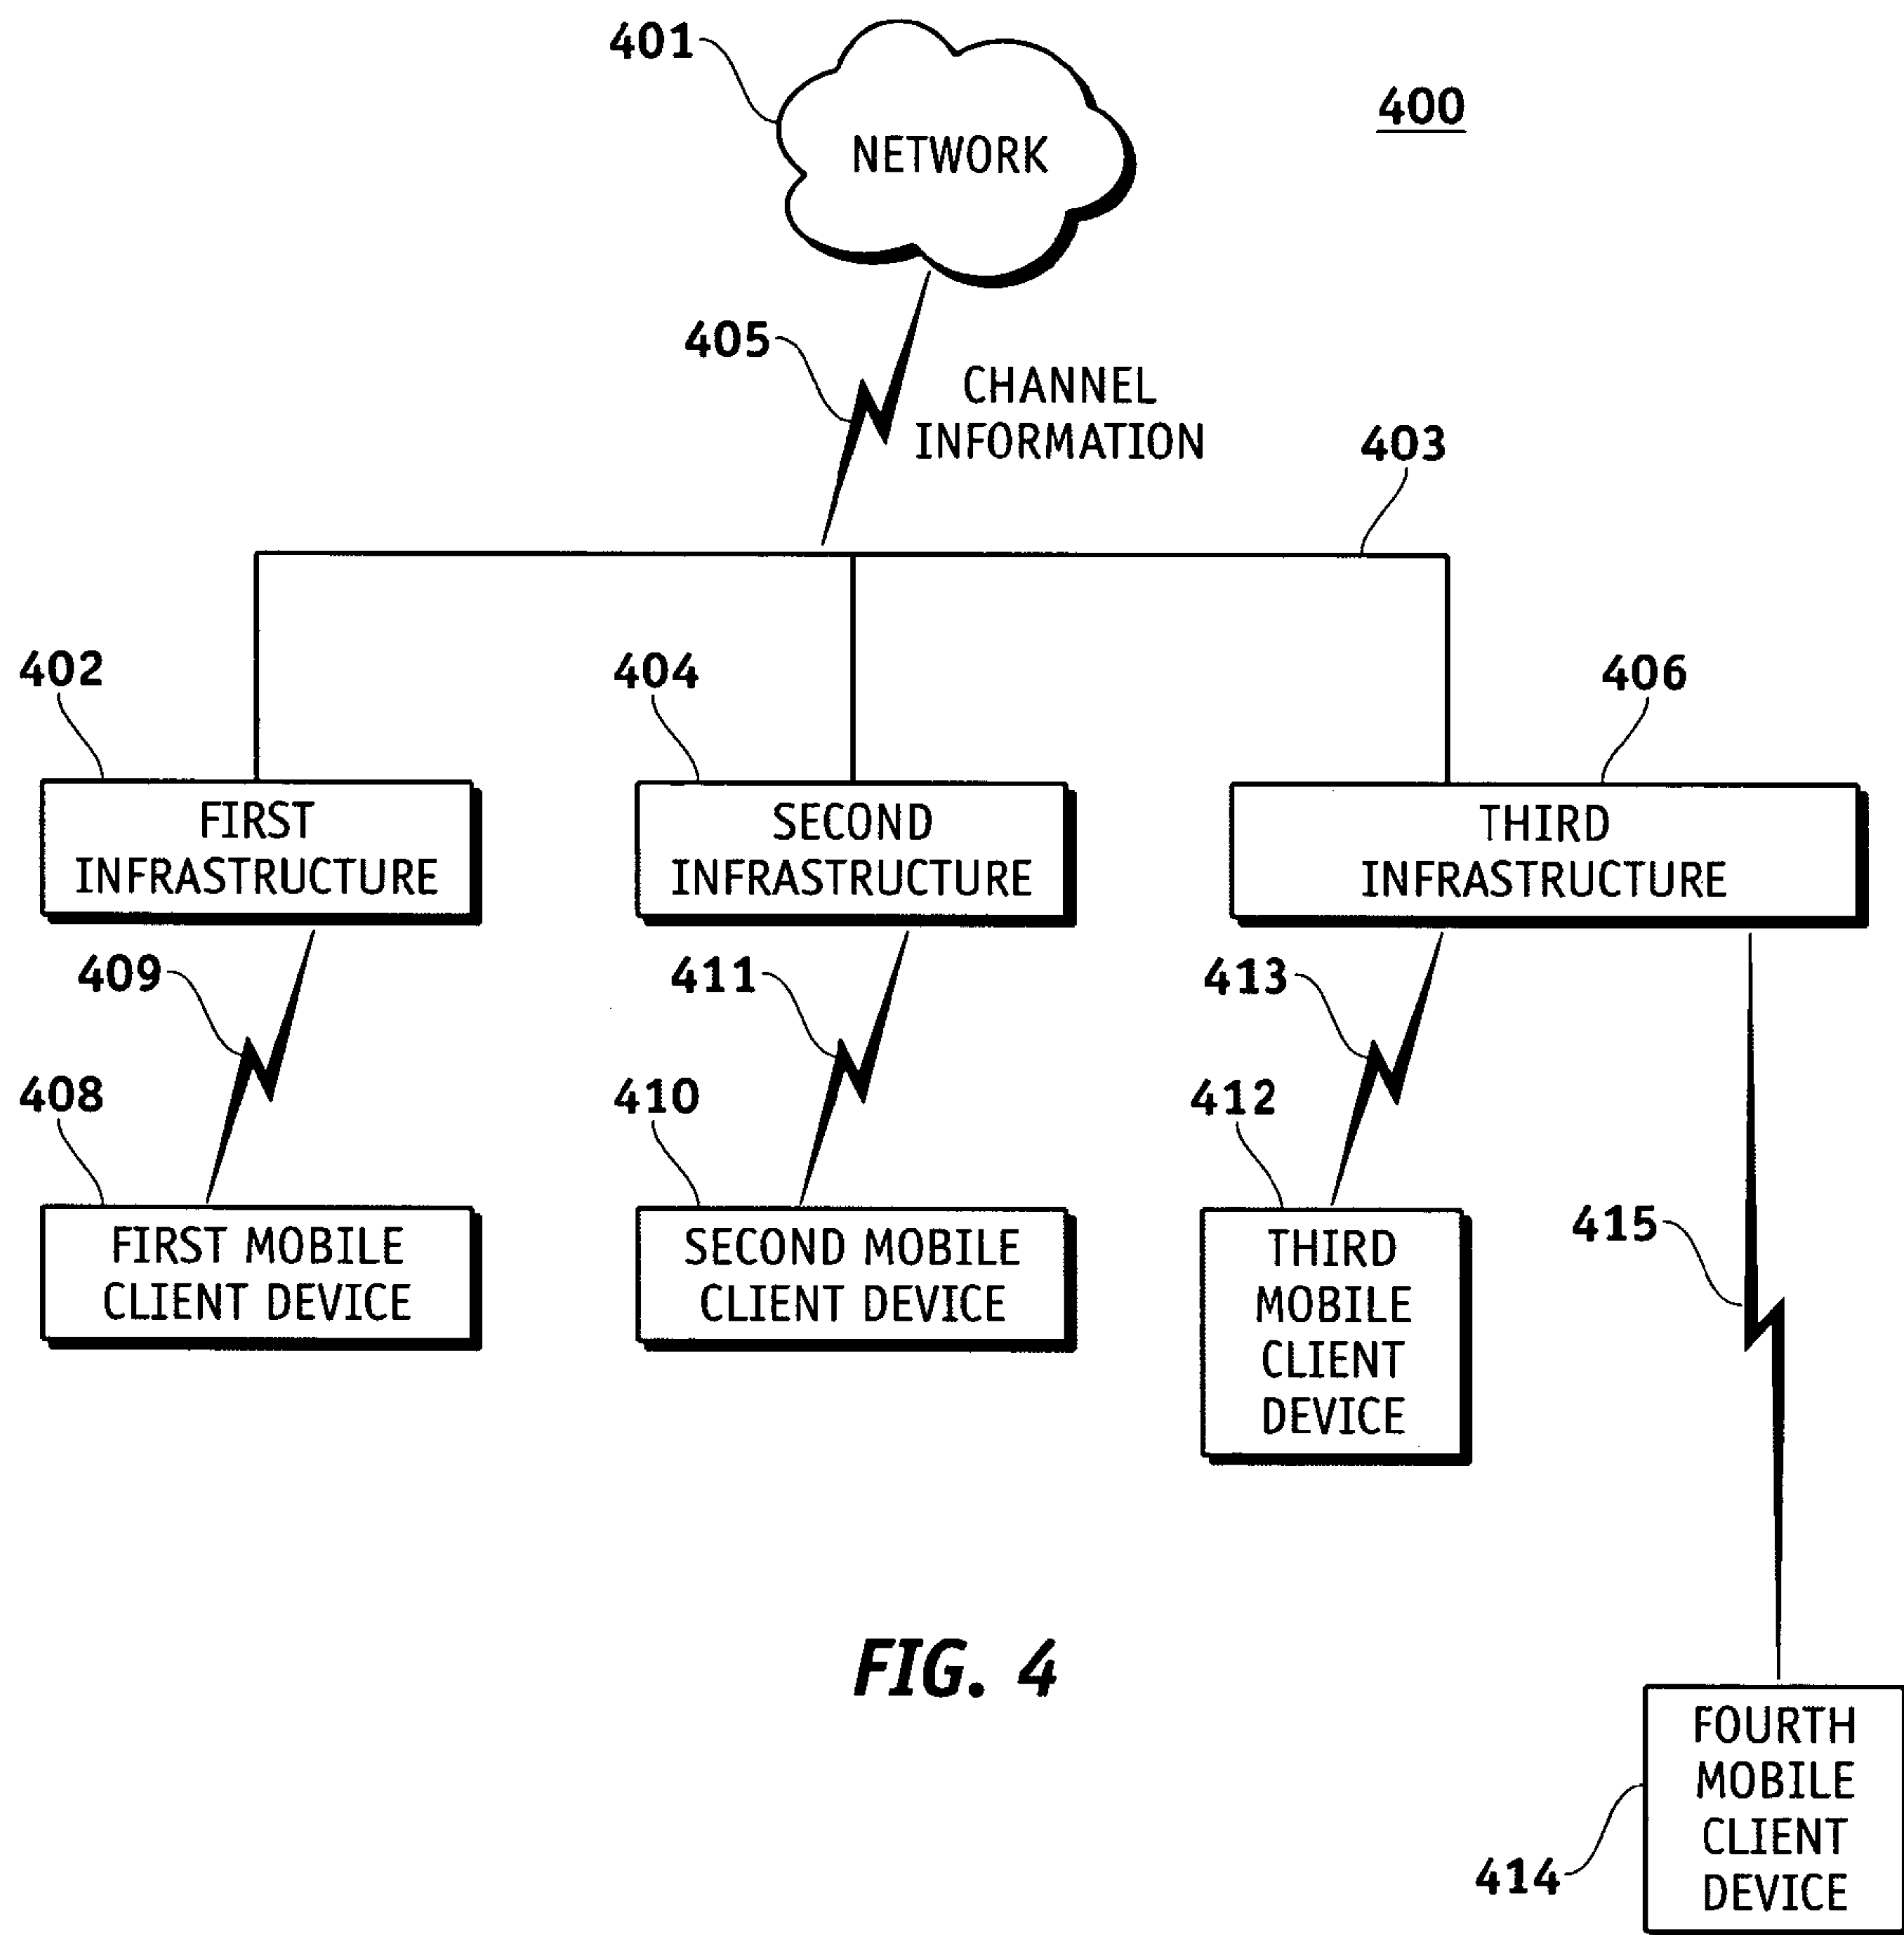 401
NETWORK
400
405
CHANNEL
INFORMATION
403
402
404
406
FIRST
INFRASTRUCTURE
SECOND
INFRASTRUCTURE
THIRD
INFRASTRUCTURE
409
411
413
408
410
412
415
FIRST MOBILE
CLIENT DEVICE
SECOND MOBILE
CLIENT DEVICE
THIRD
MOBILE
CLIENT
DEVICE
FIG. 4
414
FOURTH
MOBILE
CLIENT
DEVICE